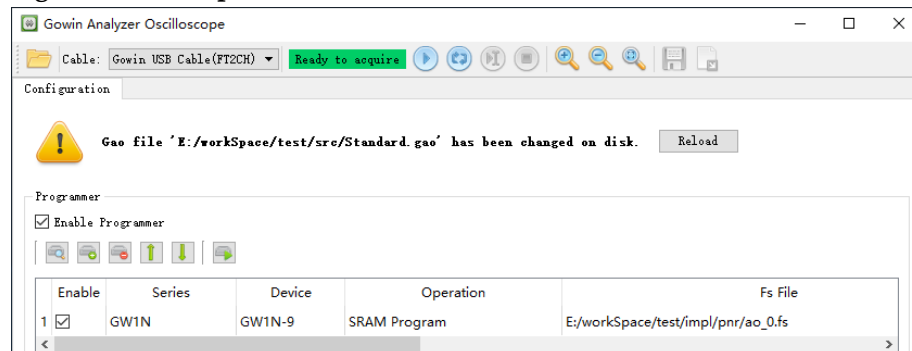 Gowin Analyzer Oscilloscope
Cable: Gowin USB Cable(FT2CH) Ready to acquire
Configuration
Gao file 'E:/workSpace/test/src/Standard.gao' has been changed on disk. Reload
Programmer
Enable Programmer
Enable Series Device Operation Fs File
1 GW1N GW1N-9 SRAM Program E:/workSpace/test/impl/pnr/ao_0.fs